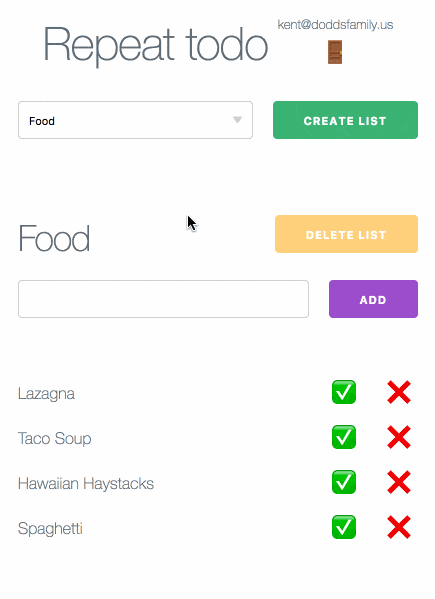 kent@doddsfamily.us
Repeat todo
Food
CREATE LIST
Food
DELETE LIST
ADD
Lazagna
Taco Soup
Hawaiian Haystacks
Spaghetti